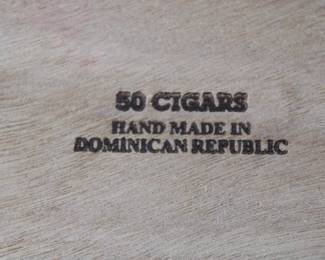 50 CIGARS
HAND MADE IN
DOMINICAN REPUBLIC